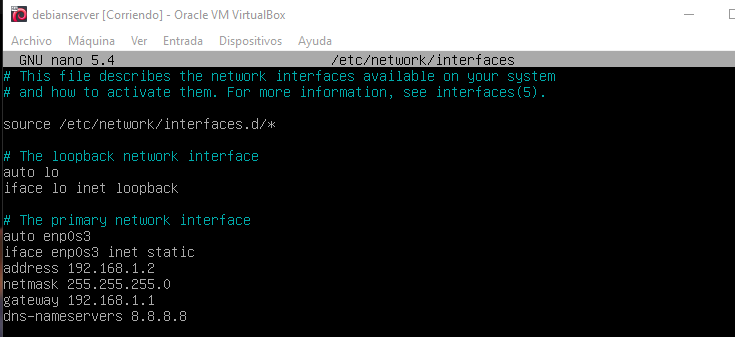 debianserver [Corriendo] - Oracle VM VirtualBox
Archivo Máquina Ver Entrada Dispositivos Ayuda
GNU nano 5.4 /etc/network/interfaces
# This file describes the network interfaces available on your system
# and how to activate them. For more information, see interfaces(5).
source /etc/network/interfaces.d/*
# The loopback network interface
auto lo
iface lo inet loopback
# The primary network interface
auto enp0s3
iface enp0s3 inet static
address 192.168.1.2
netmask 255.255.255.0
gateway 192.168.1.1
dns-nameservers 8.8.8.8